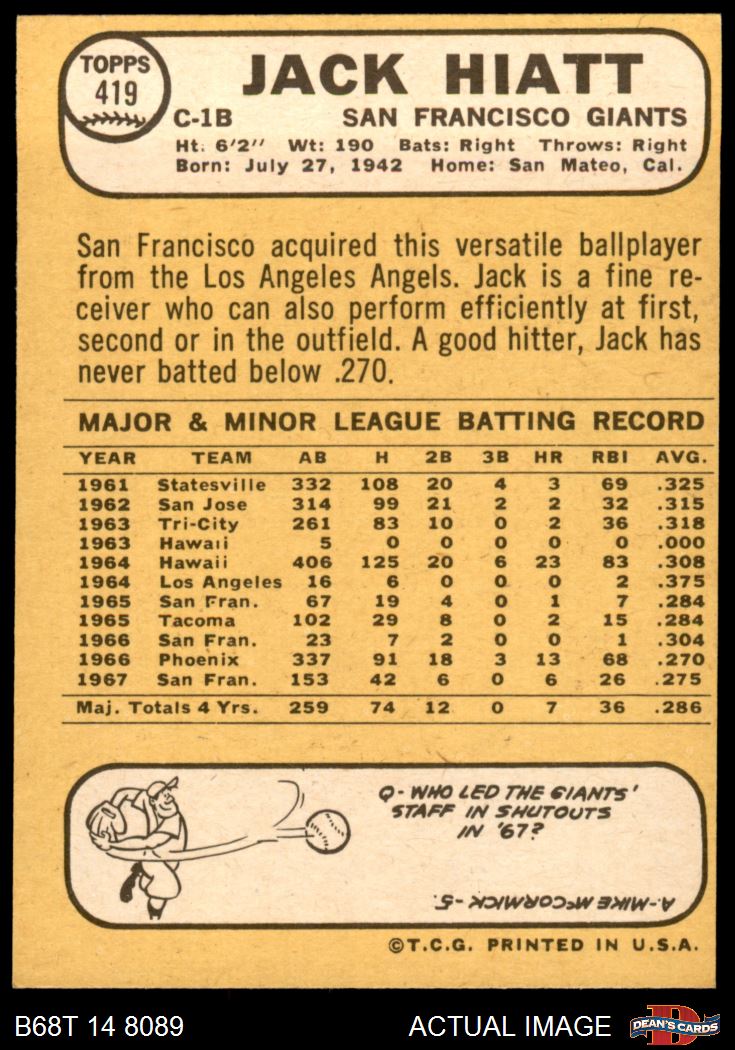 TOPPS
419
JACK HIATT
C-1B SAN FRANCISCO GIANTS
Ht. 6'2" Wt: 190 Bats: Right Throws: Right
Born: July 27, 1942 Home: San Mateo, Cal.
San Francisco acquired this versatile ballplayer
from the Los Angeles Angels. Jack is a fine re-
ceiver who can also perform efficiently at first,
second or in the outfield. A good hitter, Jack has
never batted below .270.
MAJOR & MINOR LEAGUE BATTING RECORD
YEAR TEAM AB H 2B 3B HR RBI AVG.
1961 Statesville 332 108 20 4 3 69 .325
1962 San Jose 314 99 21 2 2 32 .315
1963 Tri-City 261 83 10 0 2 36 .318
1963 Hawaii 5 0 0 0 0 0 .000
1964 Hawaii 406 125 20 6 23 83 .308
1964 Los Angeles 16 6 0 0 0 2 .375
1965 San Fran. 67 19 4 0 1 7 .284
1965 Tacoma 102 29 8 0 2 15 .284
1966 San Fran. 23 7 2 0 0 1 .304
1966 Phoenix 337 91 18 3 13 68 .270
1967 San Fran. 153 42 6 0 6 26 .275
Maj. Totals 4 Yrs. 259 74 12 0 7 36 .286
Q- WHO LED THE GIANTS'
STAFF IN SHUTOUTS
IN '67?
A- MIKE McCORMICK - 5.
©T.C.G. PRINTED IN U.S.A.
B68T 14 8089 ACTUAL IMAGE
D
DEAN'S CARDS